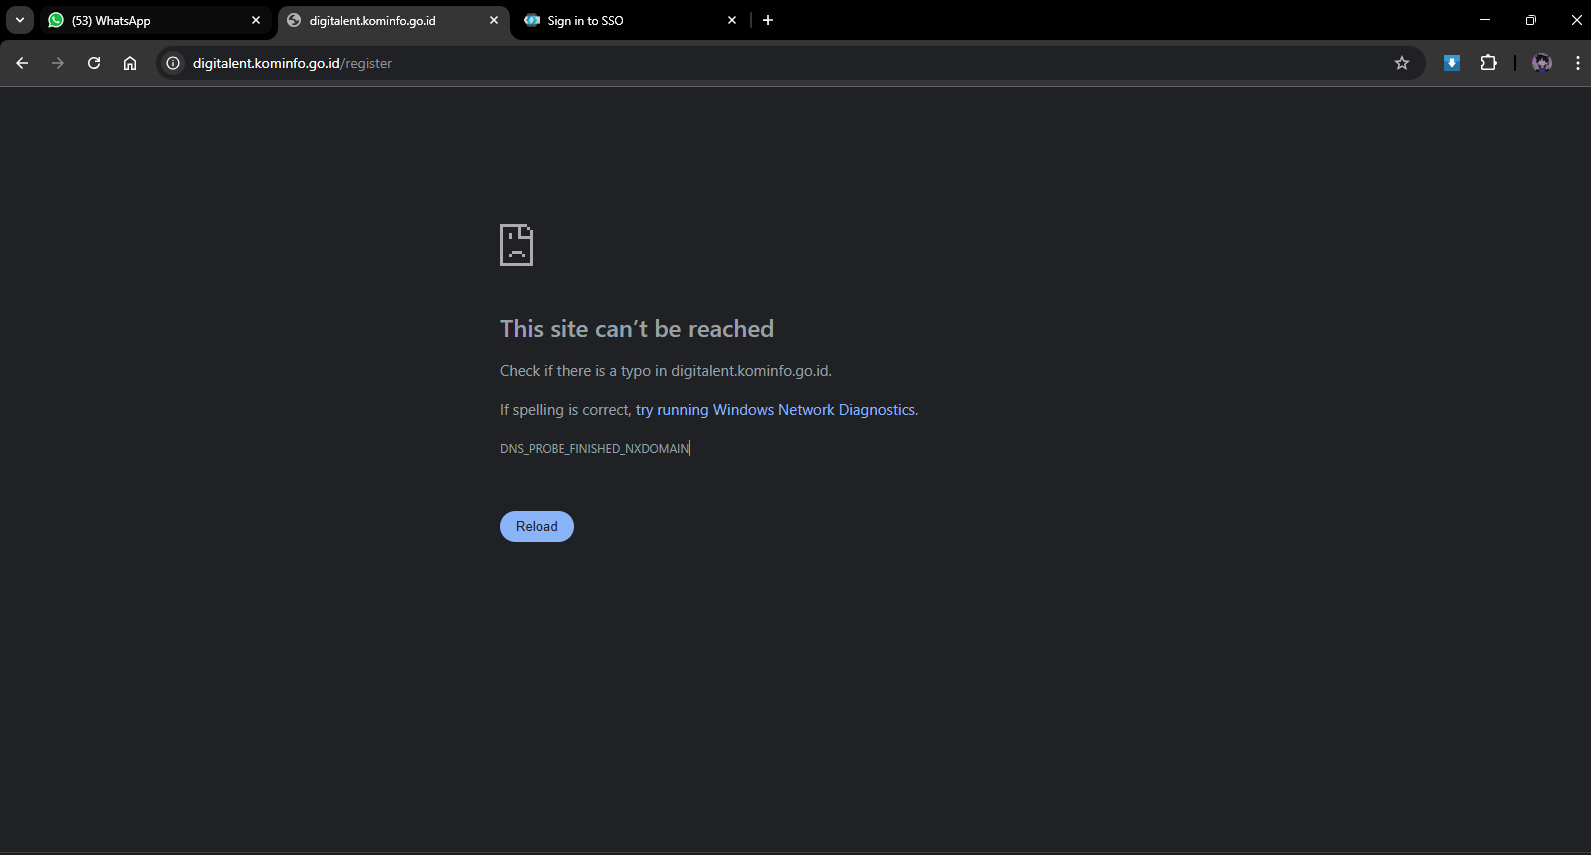 (53) WhatsApp
digitalent.kominfo.go.id
Sign in to SSO
digitalent.kominfo.go.id/register
This site can’t be reached
Check if there is a typo in digitalent.kominfo.go.id.
If spelling is correct, try running Windows Network Diagnostics.
DNS_PROBE_FINISHED_NXDOMAIN
Reload